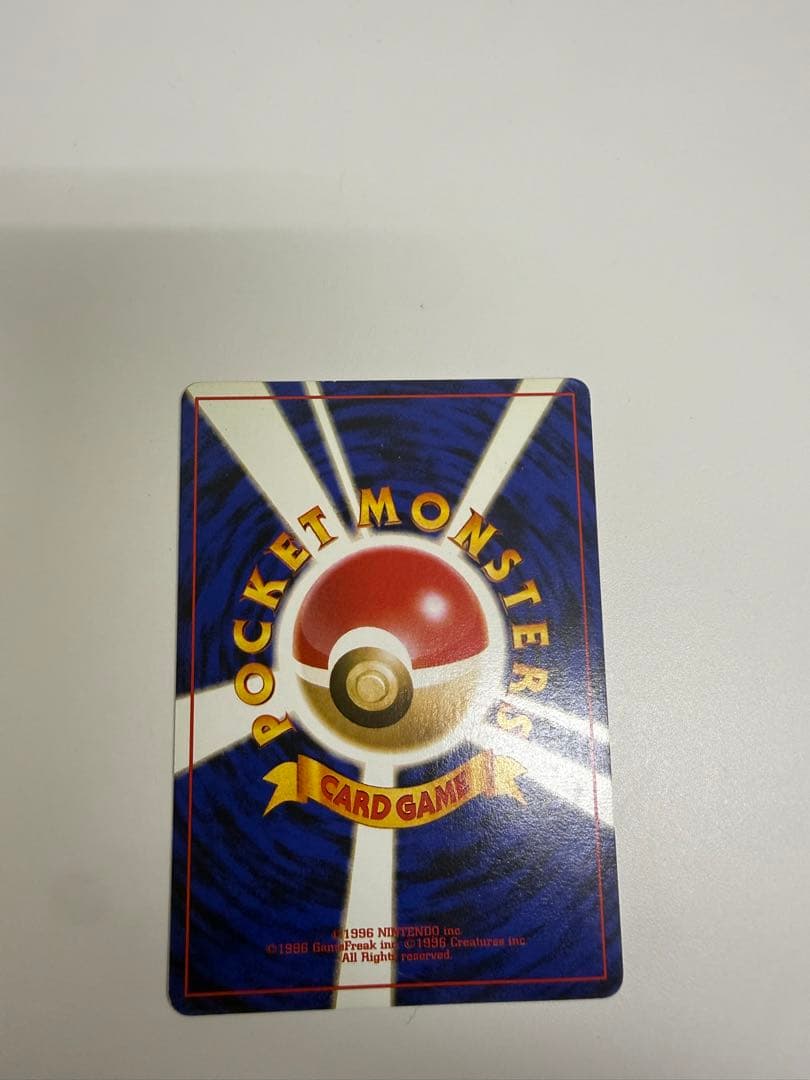 POCKET MONSTERS
CARD GAME
©1996 NINTENDO inc.
©1996 GameFreak inc. ©1996 Creatures inc.
All Rights reserved.